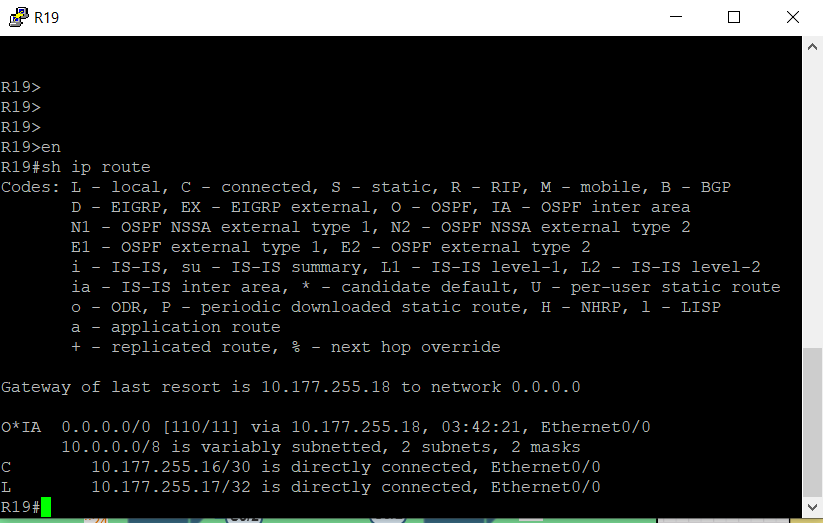 R19
R19>
R19>
R19>
R19>en
R19#sh ip route
Codes: L - local, C - connected, S - static, R - RIP, M - mobile, B - BGP
       D - EIGRP, EX - EIGRP external, O - OSPF, IA - OSPF inter area
       N1 - OSPF NSSA external type 1, N2 - OSPF NSSA external type 2
       E1 - OSPF external type 1, E2 - OSPF external type 2
       i - IS-IS, su - IS-IS summary, L1 - IS-IS level-1, L2 - IS-IS level-2
       ia - IS-IS inter area, * - candidate default, U - per-user static route
       o - ODR, P - periodic downloaded static route, H - NHRP, l - LISP
       a - application route
       + - replicated route, % - next hop override
Gateway of last resort is 10.177.255.18 to network 0.0.0.0
O*IA  0.0.0.0/0 [110/11] via 10.177.255.18, 03:42:21, Ethernet0/0
      10.0.0.0/8 is variably subnetted, 2 subnets, 2 masks
C        10.177.255.16/30 is directly connected, Ethernet0/0
L        10.177.255.17/32 is directly connected, Ethernet0/0
R19#